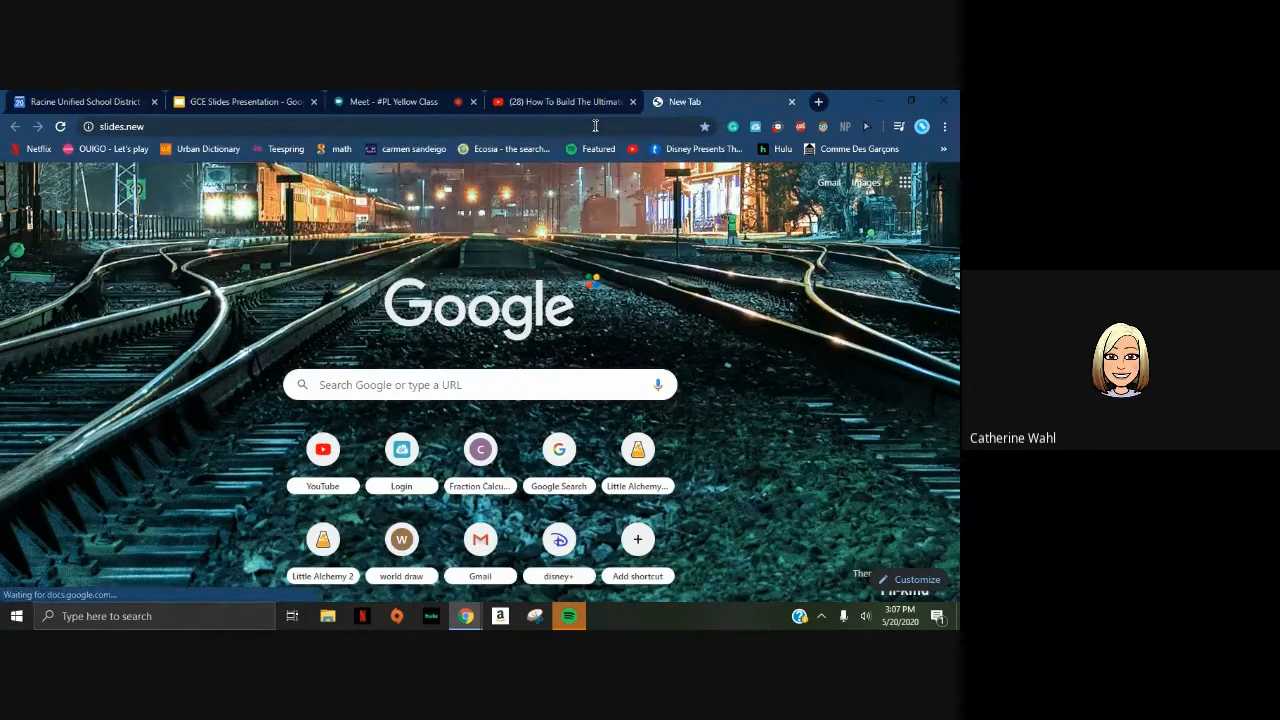 Racine Unified School District
GCE Slides Presentation - Goo
Meet - #PL Yellow Class
(28) How To Build The Ultimate
New Tab
slides.new
Netflix
OUIGO - Let's play
Urban Dictionary
Teespring
math
carmen sandeigo
Ecosia - the search...
Featured
Disney Presents Th...
Hulu
Comme Des Garçons
»
Gmail Images
Google
Search Google or type a URL
YouTube
Login
Fraction Calcu...
Google Search
Little Alchemy...
Little Alchemy 2
world draw
Gmail
disney+
Add shortcut
Customize
Waiting for docs.google.com...
Type here to search
3:07 PM
5/20/2020
Catherine Wahl